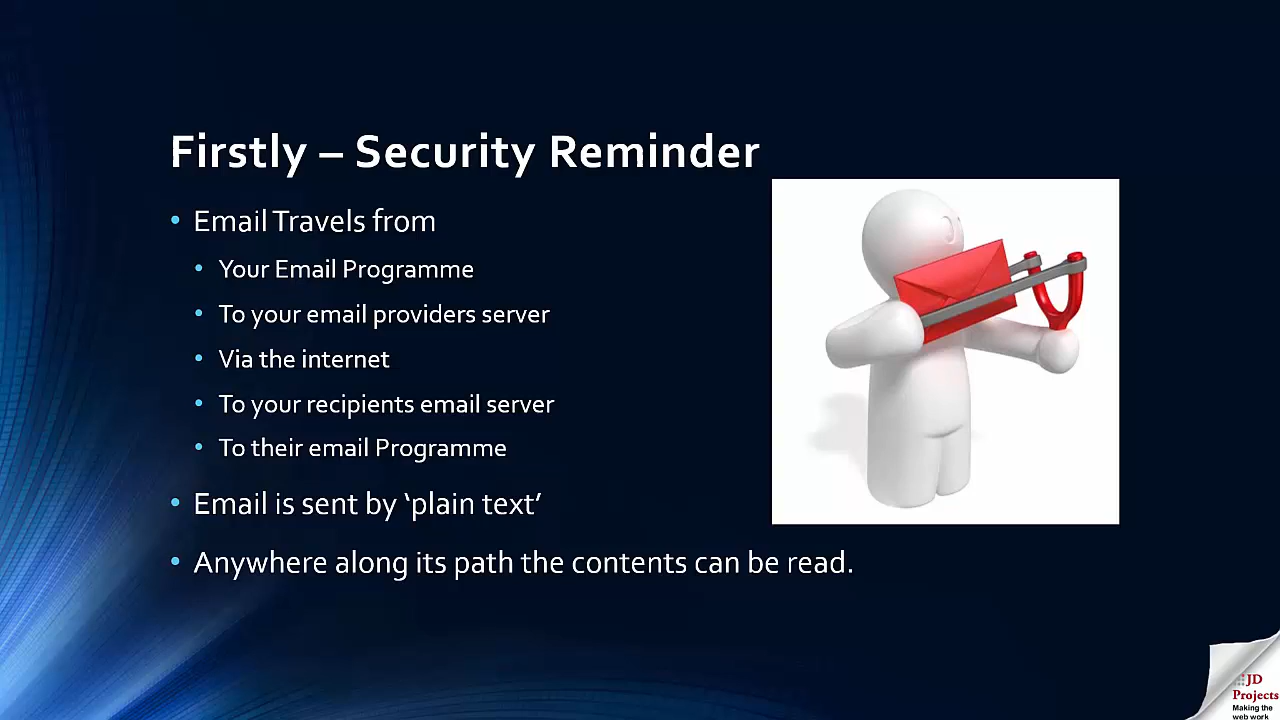 Firstly – Security Reminder
• Email Travels from
• Your Email Programme
• To your email providers server
• Via the internet
• To your recipients email server
• To their email Programme
• Email is sent by ‘plain text’
• Anywhere along its path the contents can be read.
JD
Projects
Making the
web work